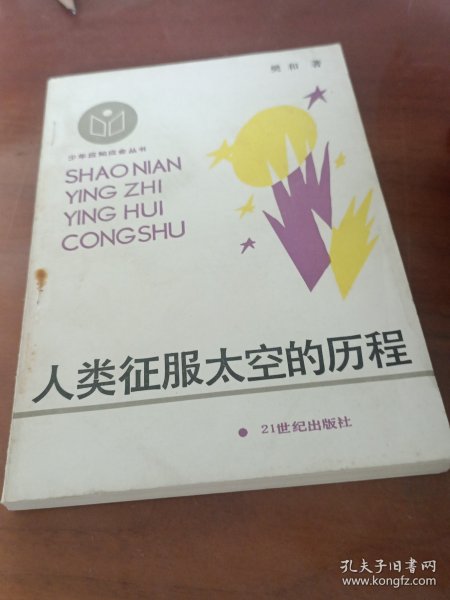 樊和 著
少年应知应会丛书
SHAONIAN
YING ZHI
YING HUI
CONGSHU
人类征服太空的历程
21世纪出版社
孔夫子旧书网
www.kongfz.com